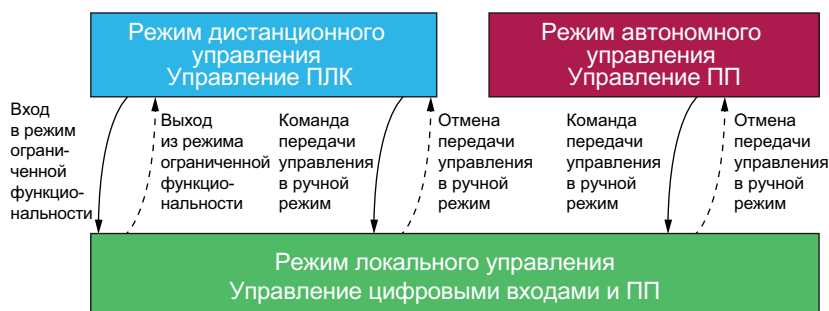 Режим дистанционного
управления
Управление ПЛК
Режим автономного
управления
Управление ПП
Вход
в режим
ограни-
ченной
функцио-
нальности
Выход
из режима
ограниченной
функцио-
нальности
Команда
передачи
управления
в ручной
режим
Отмена
передачи
управления
в ручной
режим
Команда
передачи
управления
в ручной
режим
Отмена
передачи
управления
в ручной
режим
Режим локального управления
Управление цифровыми входами и ПП